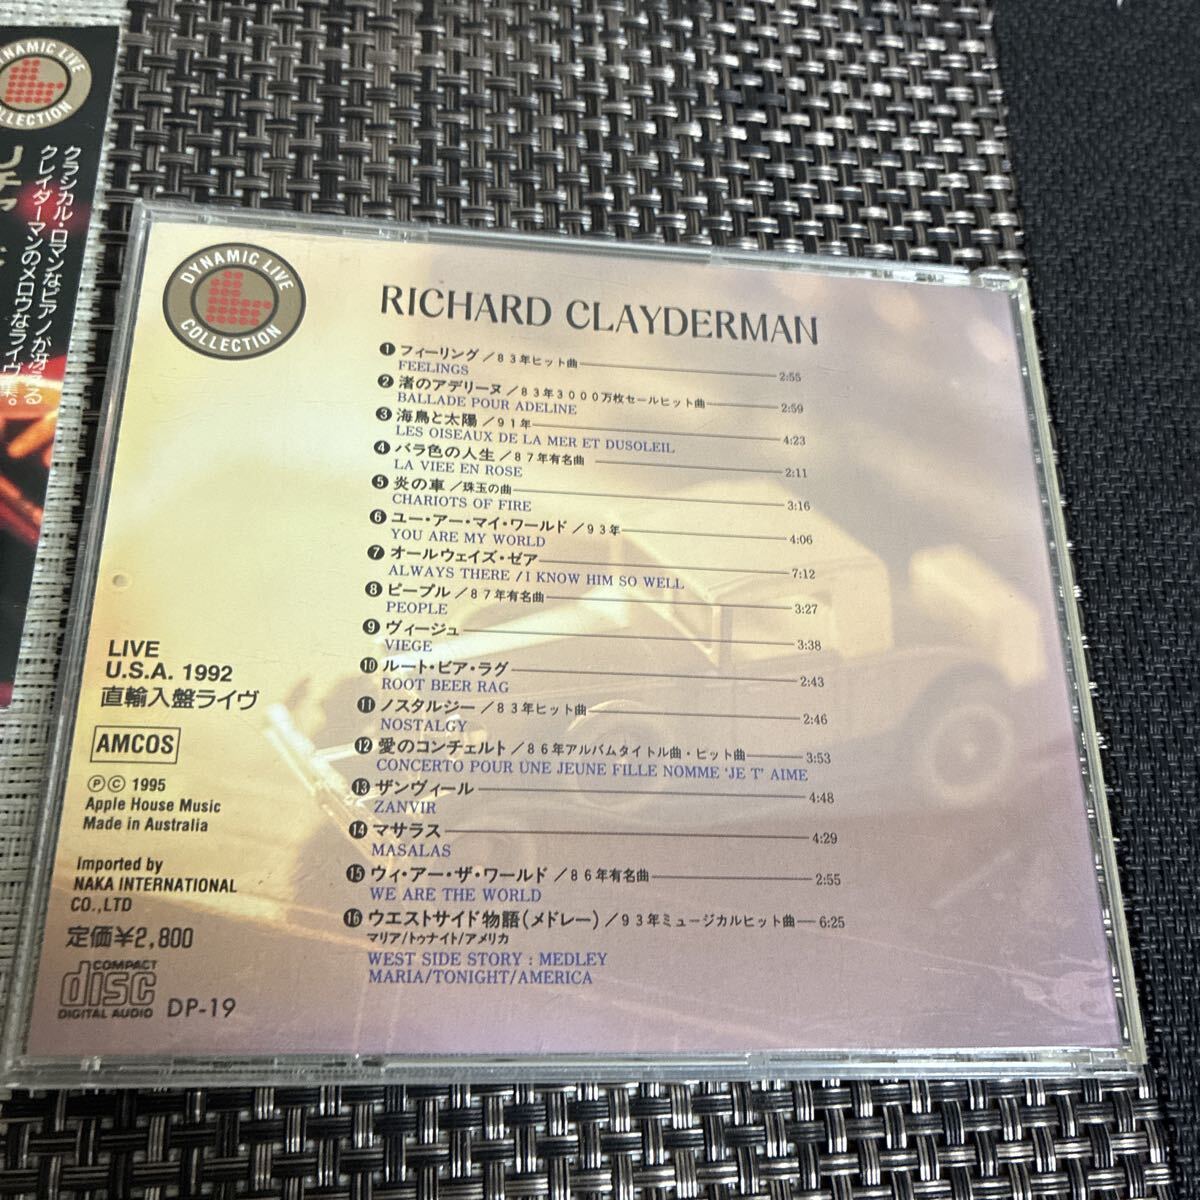 DYNAMIC LIVE
COLLECTION
クラシカル・ロマンなピアノが冴える
クレイダーマンのメロウなライヴ集。
リチャ
DYNAMIC LIVE
COLLECTION
RICHARD CLAYDERMAN
❶ フィーリング／83年ヒット曲 2:55
FEELINGS
❷ 渚のアデリーヌ／83年3000万枚セールヒット曲 2:59
BALLADE POUR ADELINE
❸ 海鳥と太陽／91年 4:23
LES OISEAUX DE LA MER ET DUSOLEIL
❹ バラ色の人生／87年有名曲 2:11
LA VIEE EN ROSE
❺ 炎の車／珠玉の曲 3:16
CHARIOTS OF FIRE
❻ ユー・アー・マイ・ワールド／93年 4:06
YOU ARE MY WORLD
❼ オールウェイズ・ゼア 7:12
ALWAYS THERE / I KNOW HIM SO WELL
❽ ピープル／87年有名曲 3:27
PEOPLE
❾ ヴィージュ 3:38
VIEGE
❿ ルート・ビア・ラグ 2:43
ROOT BEER RAG
⓫ ノスタルジー／83年ヒット曲 2:46
NOSTALGY
⓬ 愛のコンチェルト／86年アルバムタイトル曲・ヒット曲 3:53
CONCERTO POUR UNE JEUNE FILLE NOMME ‘JE T’ AIME
⓭ ザンヴィール 4:48
ZANVIR
⓮ マサラス 4:29
MASALAS
⓯ ウィ・アー・ザ・ワールド／86年有名曲 2:55
WE ARE THE WORLD
⓰ ウエストサイド物語（メドレー）／93年ミュージカルヒット曲 6:25
マリア/トゥナイト/アメリカ
WEST SIDE STORY : MEDLEY
MARIA/TONIGHT/AMERICA
LIVE
U.S.A. 1992
直輸入盤ライヴ
AMCOS
Ⓟ© 1995
Apple House Music
Made in Australia
Imported by
NAKA INTERNATIONAL
CO.,LTD
定価¥2,800
COMPACT
disc
DIGITAL AUDIO
DP-19